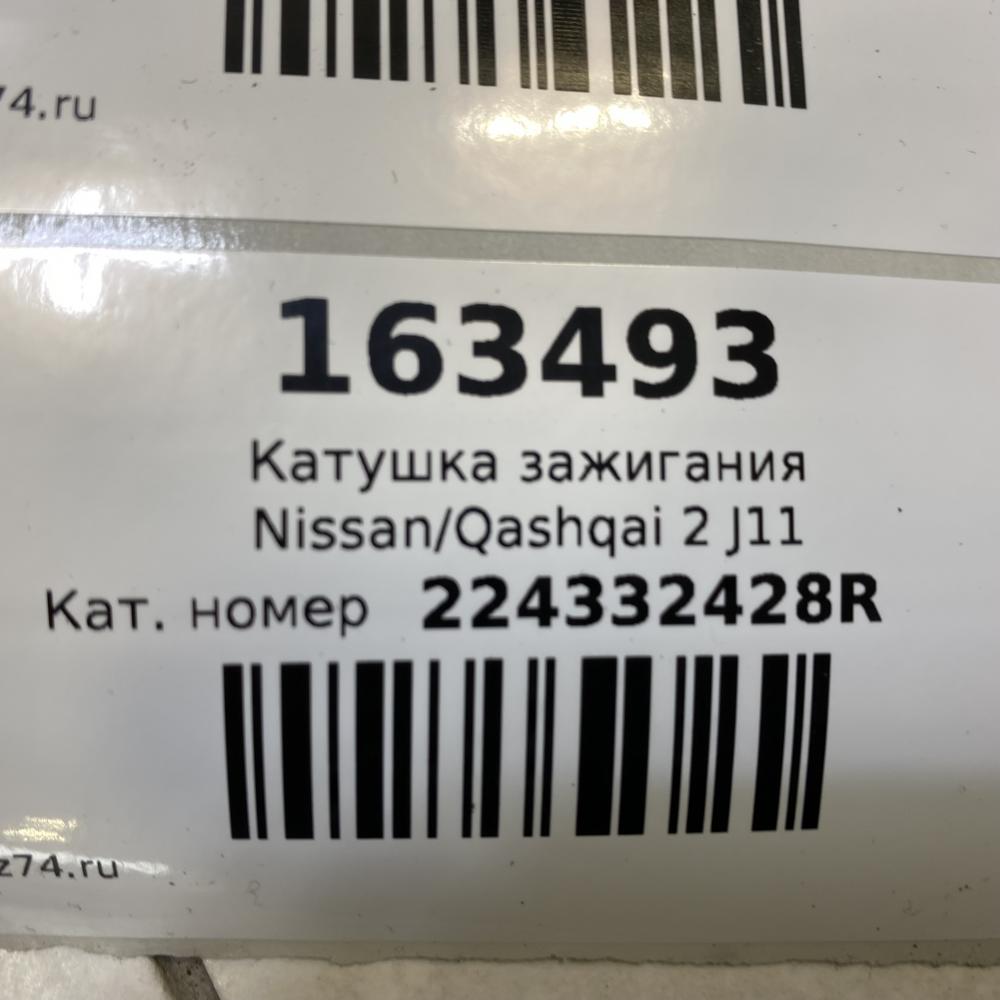 74.ru
163493
Катушка зажигания
Nissan/Qashqai 2 J11
Кат. номер 224332428R
z74.ru